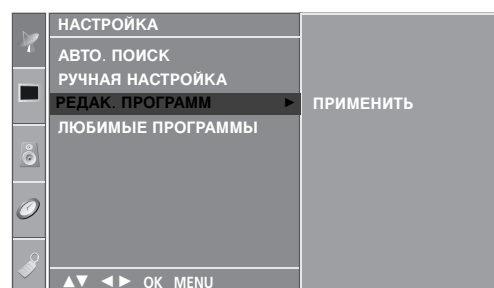 НАСТРОЙКА
АВТО. ПОИСК
РУЧНАЯ НАСТРОЙКА
РЕДАК. ПРОГРАММ ► ПРИМЕНИТЬ
ЛЮБИМЫЕ ПРОГРАММЫ
▲▼ ◄► OK MENU